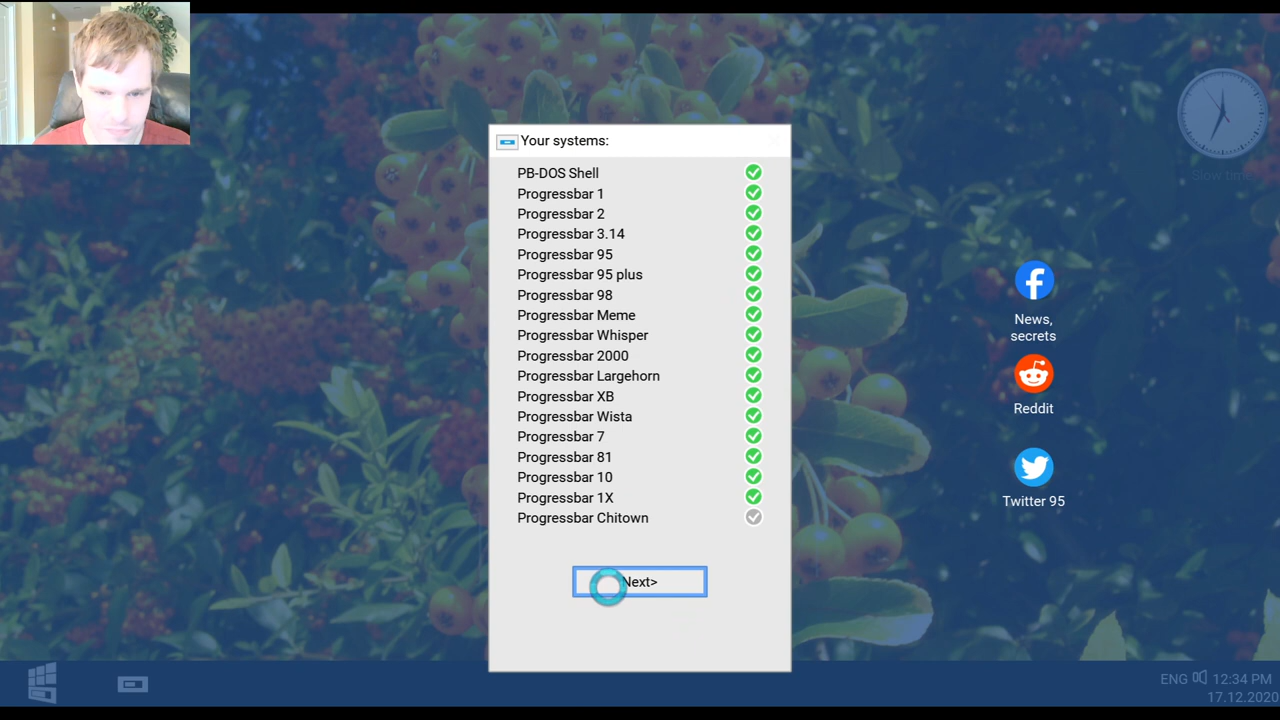 Your systems:
PB-DOS Shell
Progressbar 1
Progressbar 2
Progressbar 3.14
Progressbar 95
Progressbar 95 plus
Progressbar 98
Progressbar Meme
Progressbar Whisper
Progressbar 2000
Progressbar Largehorn
Progressbar XB
Progressbar Wista
Progressbar 7
Progressbar 81
Progressbar 10
Progressbar 1X
Progressbar Chitown
Next>
Slow time
News,
secrets
Reddit
Twitter 95
ENG 12:34 PM
17.12.2020